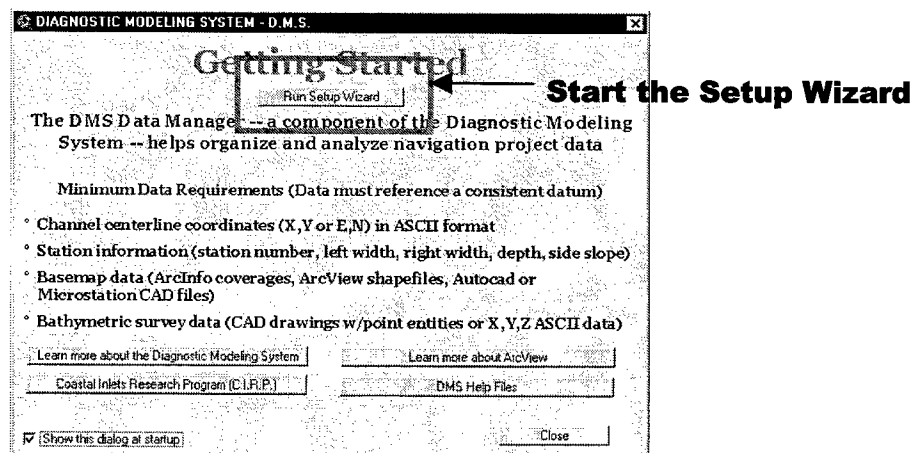 DIAGNOSTIC MODELING SYSTEM - D.M.S.
Getting Started
Run Setup Wizard
Start the Setup Wizard
The DMS Data Manager -- a component of the Diagnostic Modeling
System -- helps organize and analyze navigation project data
Minimum Data Requirements (Data must reference a consistent datum)
° Channel centerline coordinates (X,Y or E,N) in ASCII format
° Station information (station number, left width, right width, depth, side slope)
° Basemap data (ArcInfo coverages, ArcView shapefiles, Autocad or
Microstation CAD files)
° Bathymetric survey data (CAD drawings w/point entities or X,Y,Z ASCII data)
Learn more about the Diagnostic Modeling System
Learn more about ArcView
Coastal Inlets Research Program (C.I.R.P.)
DMS Help Files
Show this dialog at startup
Close